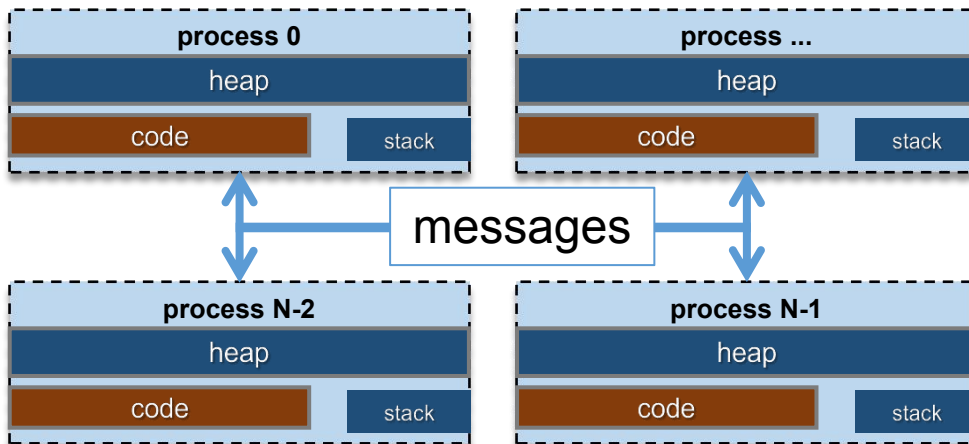 process 0
heap
code
stack
process ...
heap
code
stack
messages
process N-2
heap
code
stack
process N-1
heap
code
stack